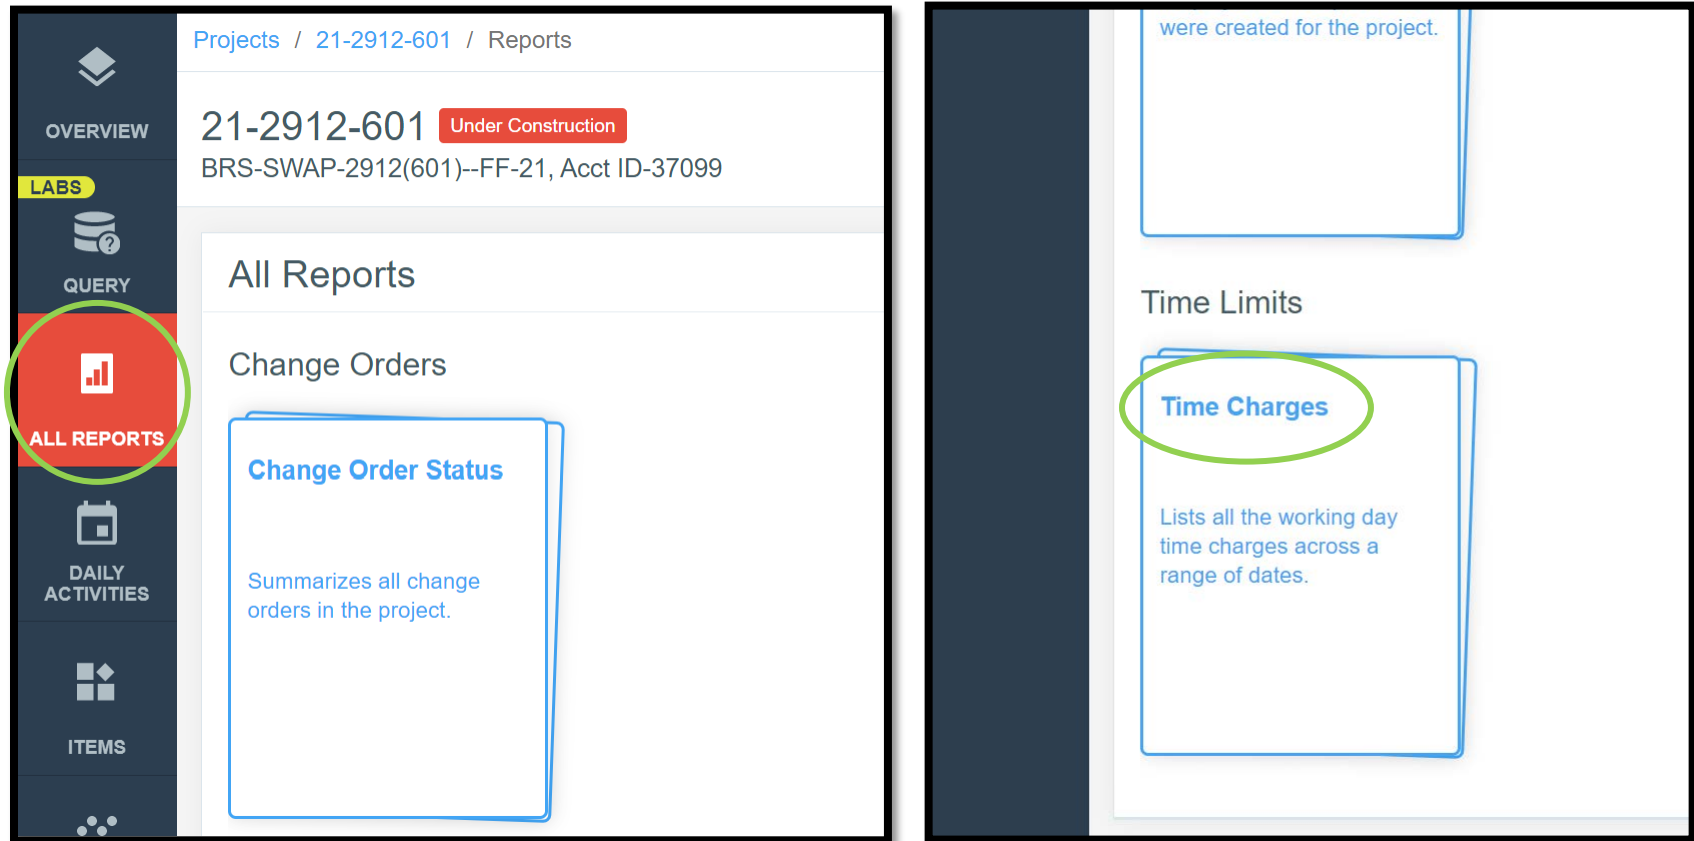 Projects / 21-2912-601 / Reports
21-2912-601 Under Construction
BRS-SWAP-2912(601)--FF-21, Acct ID-37099
OVERVIEW
LABS
QUERY
ALL REPORTS
DAILY
ACTIVITIES
ITEMS
All Reports
Change Orders
Change Order Status
Summarizes all change
orders in the project.
were created for the project.
Time Limits
Time Charges
Lists all the working day
time charges across a
range of dates.